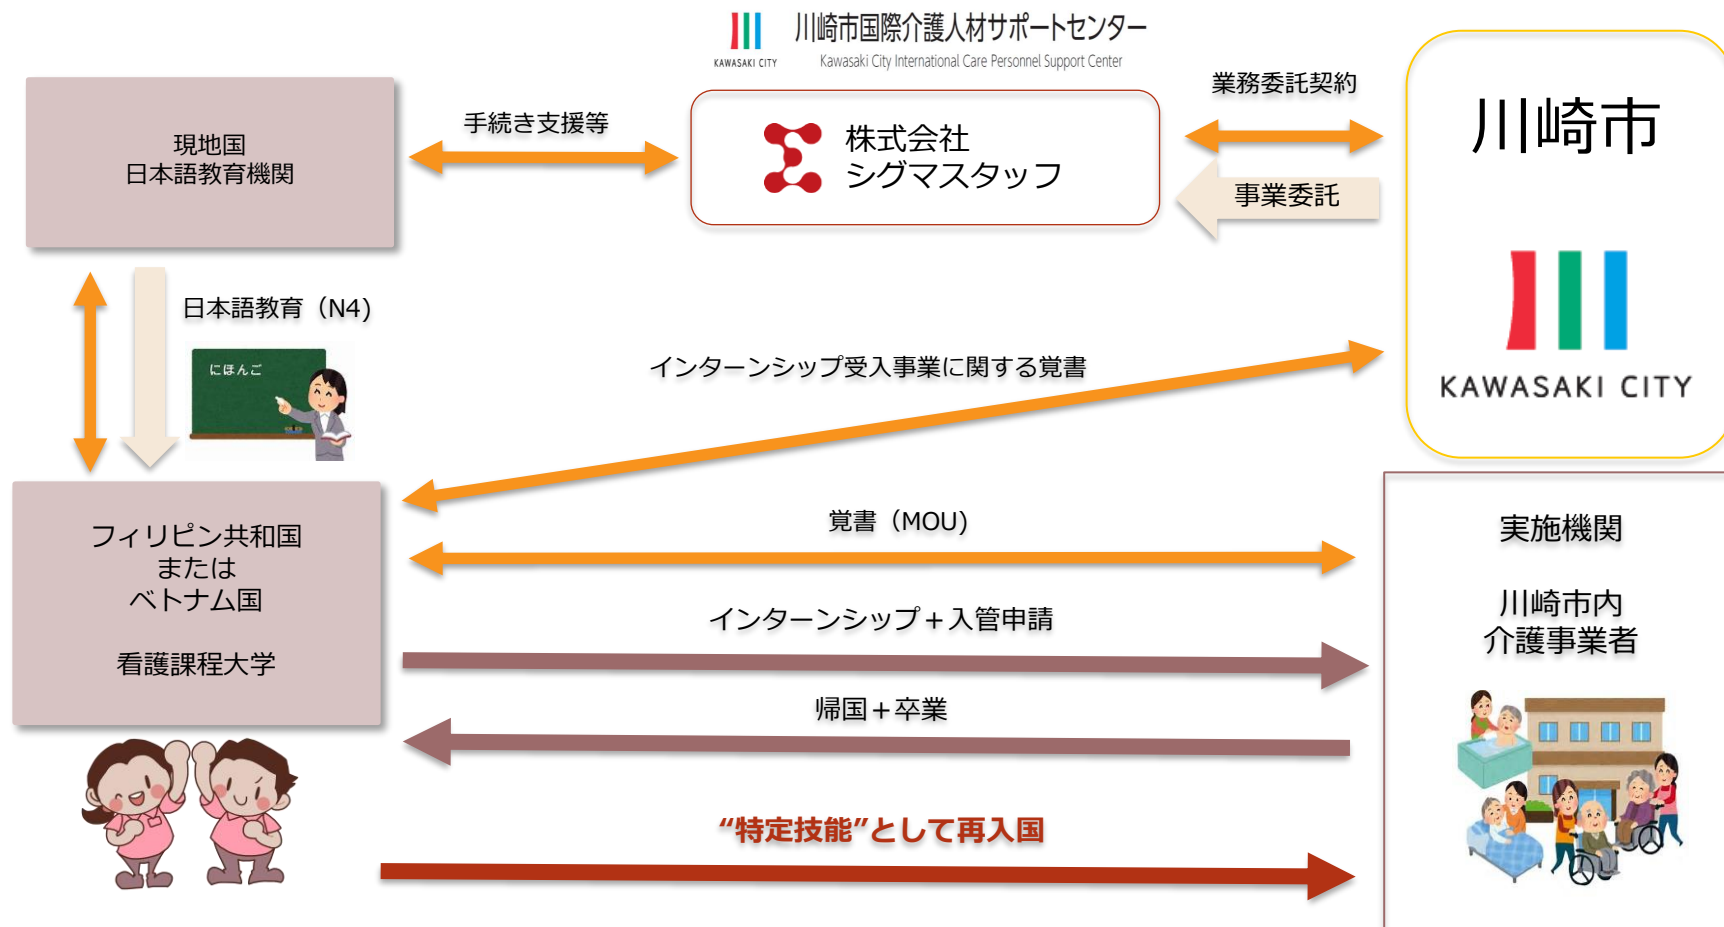 川崎市国際介護人材サポートセンター
KAWASAKI CITY
Kawasaki City International Care Personnel Support Center
現地国
日本語教育機関
手続き支援等
株式会社
シグマスタッフ
業務委託契約
事業委託
川崎市
KAWASAKI CITY
日本語教育（N4)
にほんご
インターンシップ受入事業に関する覚書
フィリピン共和国
または
ベトナム国
看護課程大学
覚書（MOU)
インターンシップ＋入管申請
帰国＋卒業
“特定技能”として再入国
実施機関
川崎市内
介護事業者